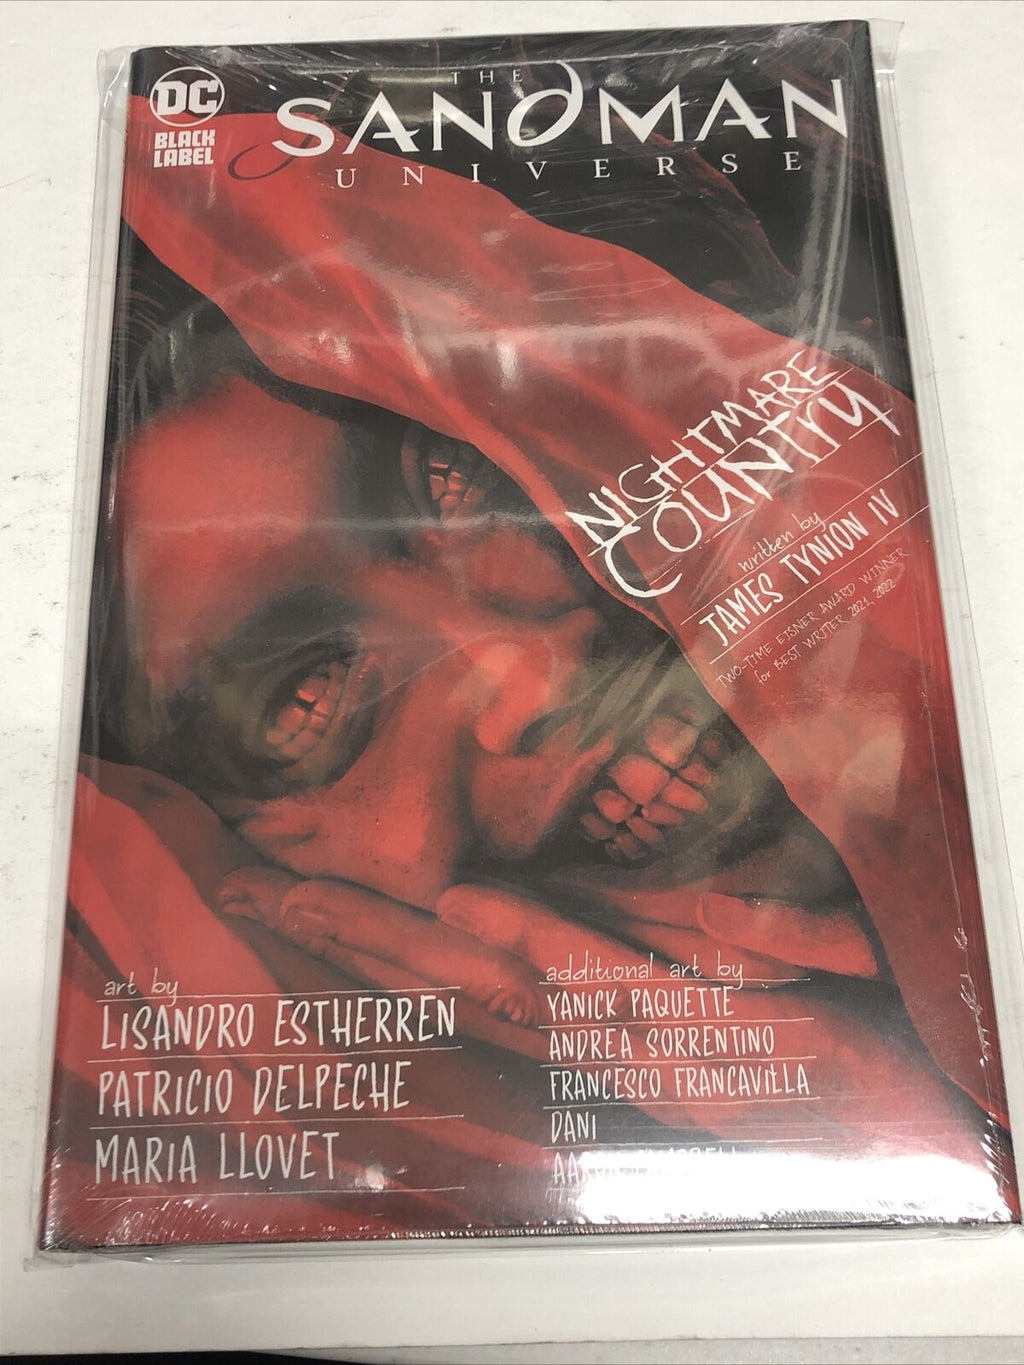 DC
BLACK
LABEL
THE
SANDMAN
UNIVERSE
NIGHTMARE
COUNTRY
written by
JAMES TYNION IV
TWO-TIME EISNER AWARD WINNER
for BEST WRITER 2021, 2022
art by
LISANDRO ESTHERREN
PATRICIO DELPECHE
MARIA LLOVET
additional art by
YANICK PAQUETTE
ANDREA SORRENTINO
FRANCESCO FRANCAVILLA
DANI